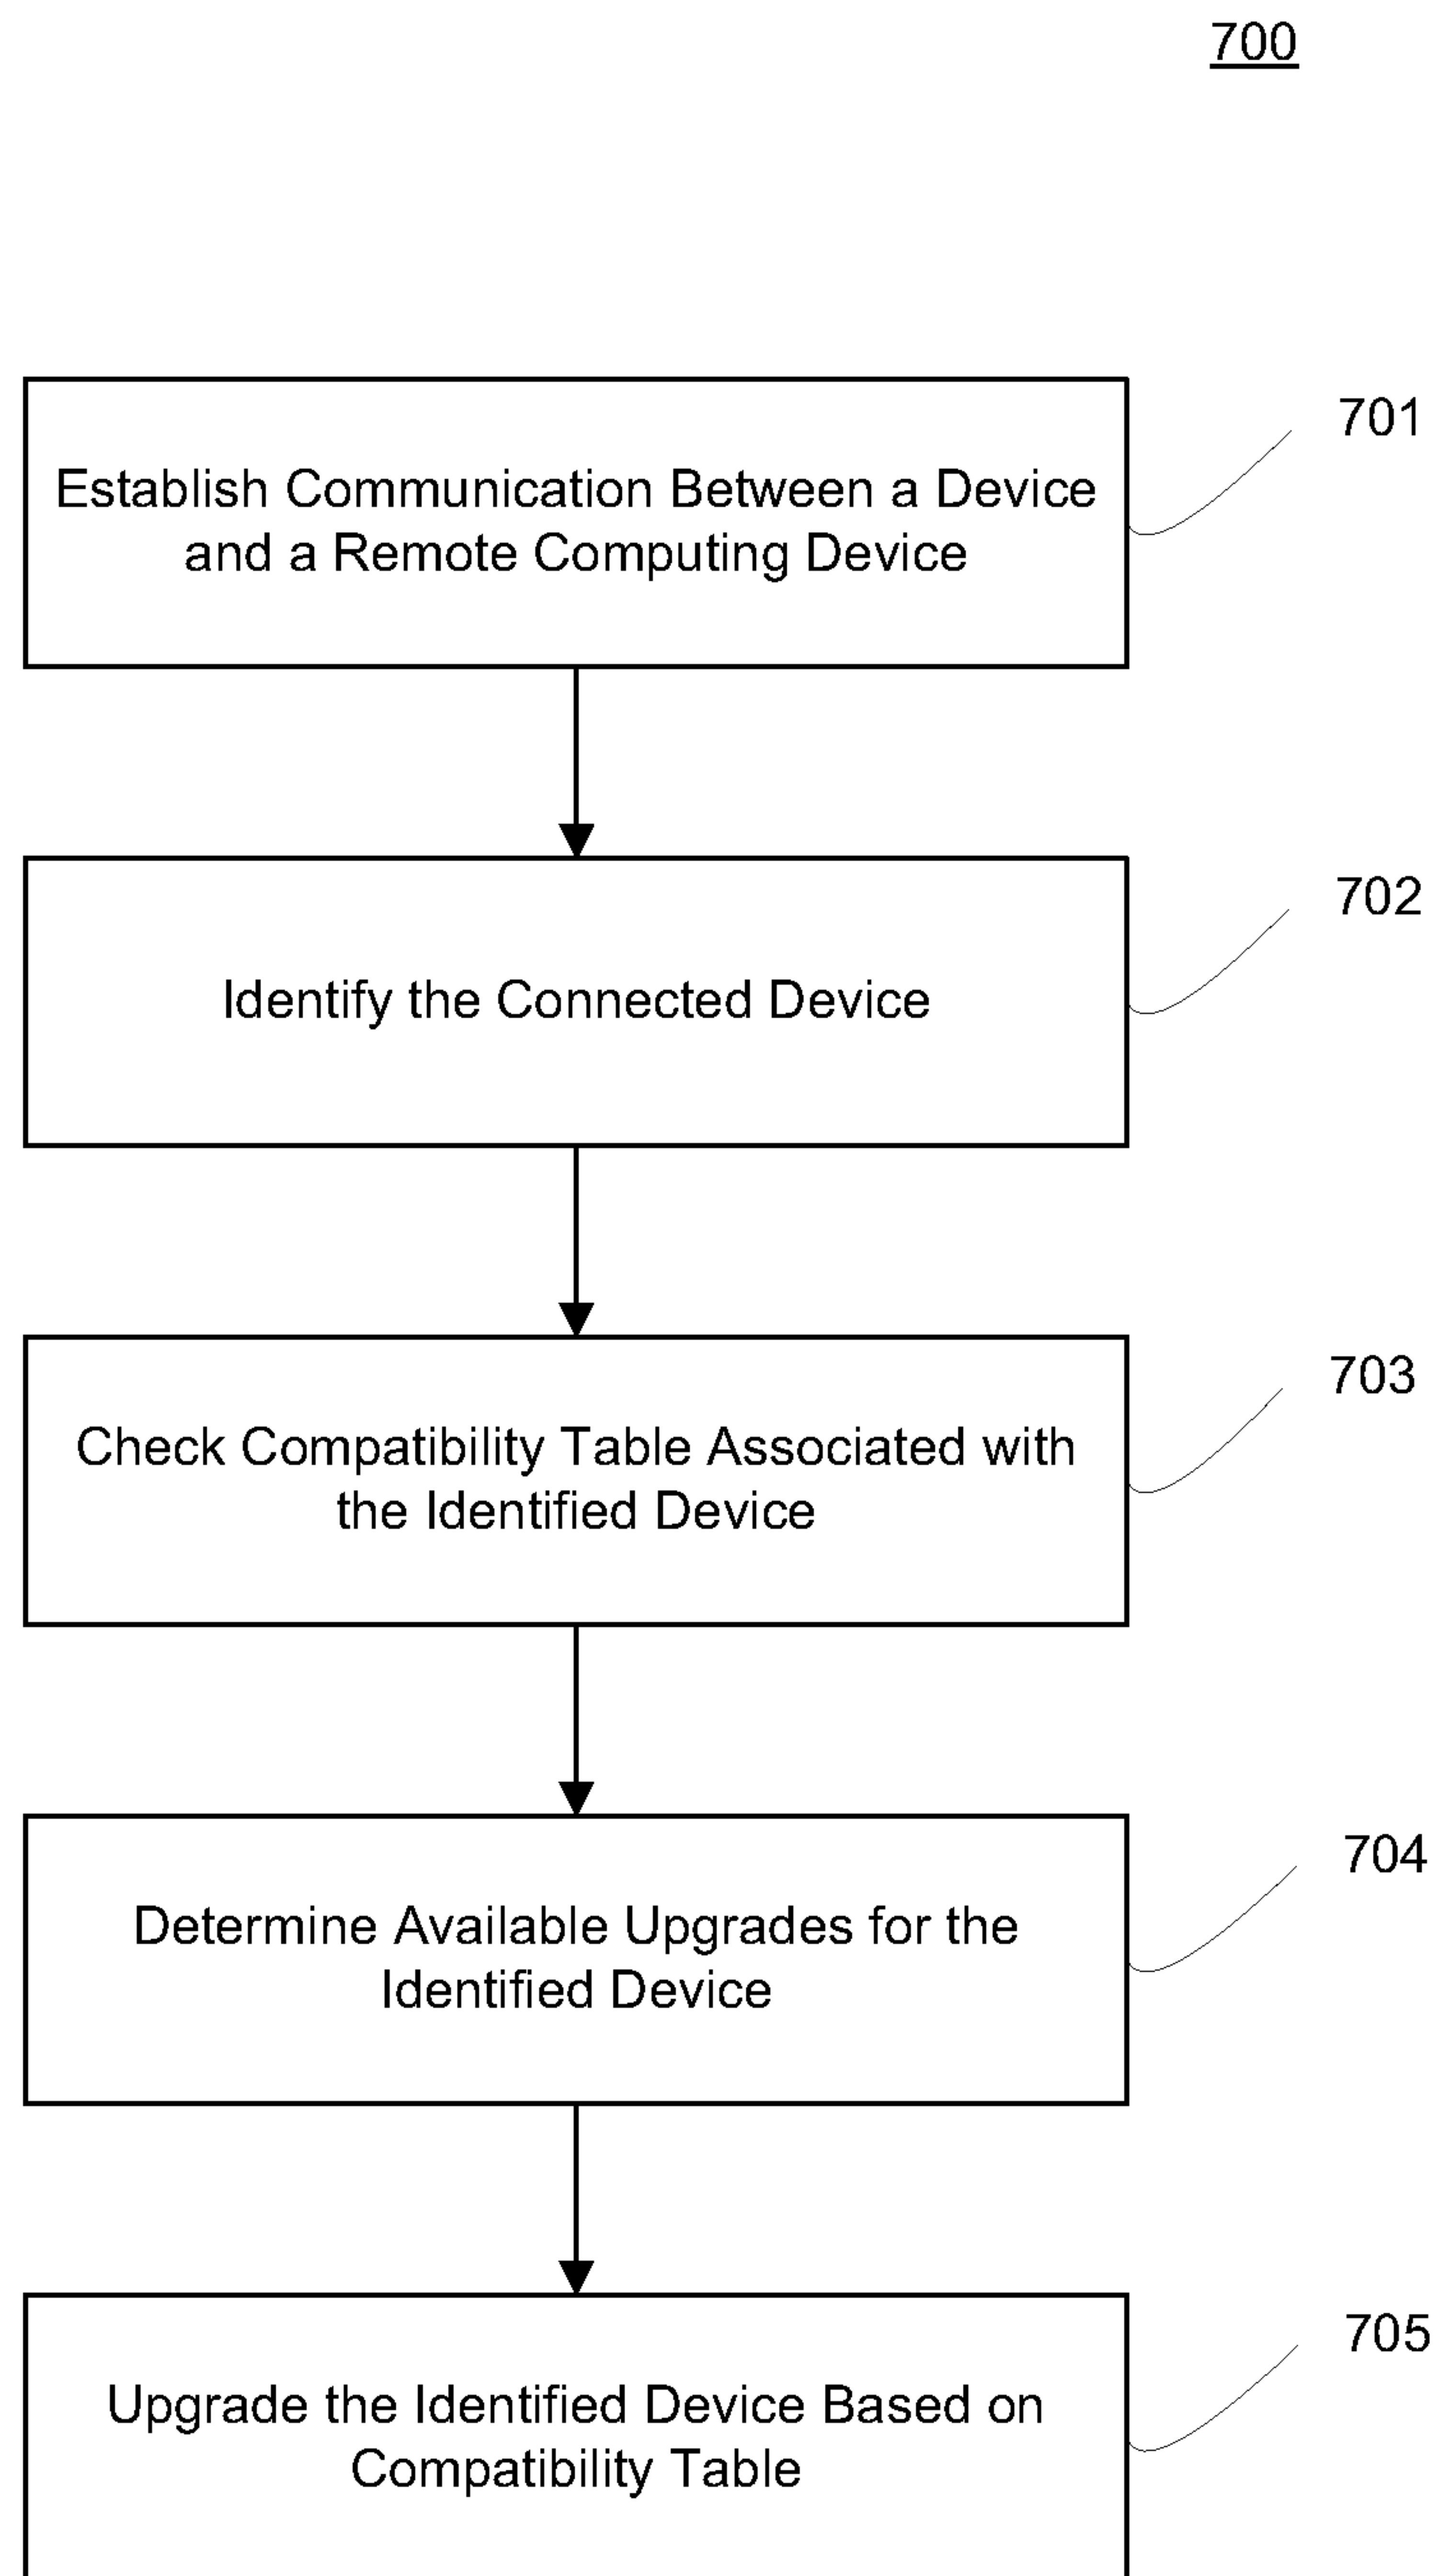 700
Establish Communication Between a Device
and a Remote Computing Device
701
Identify the Connected Device
702
Check Compatibility Table Associated with
the Identified Device
703
Determine Available Upgrades for the
Identified Device
704
Upgrade the Identified Device Based on
Compatibility Table
705